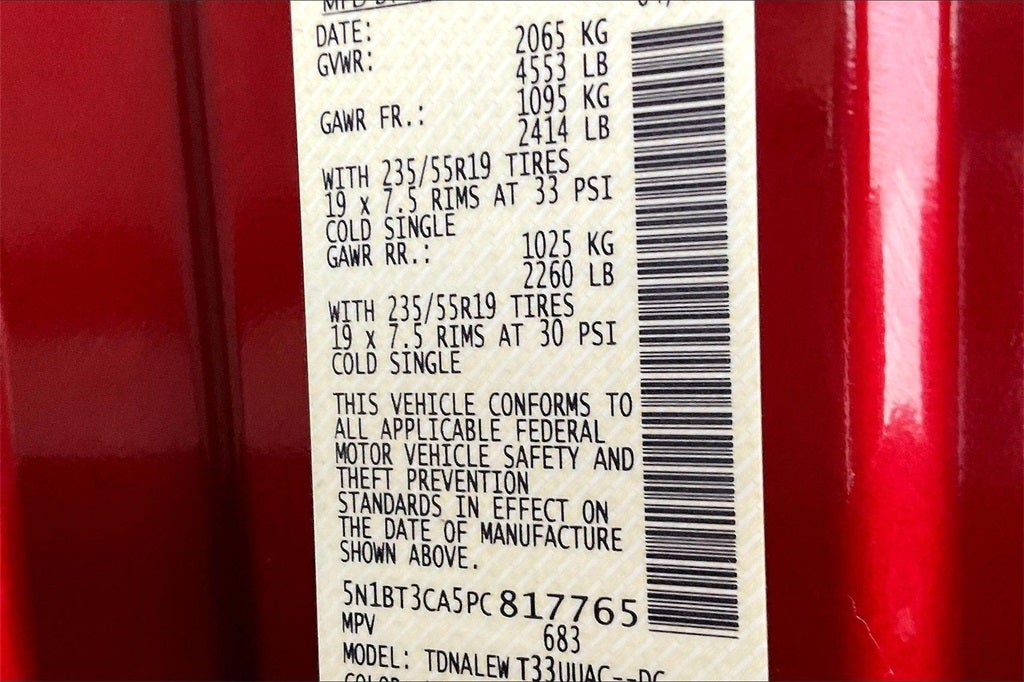 DATE:
2065 KG
GVWR:
4553 LB
1095 KG
GAWR FR.:
2414 LB
WITH 235/55R19 TIRES
19 x 7.5 RIMS AT 33 PSI
COLD SINGLE
1025 KG
GAWR RR.:
2260 LB
WITH 235/55R19 TIRES
19 x 7.5 RIMS AT 30 PSI
COLD SINGLE
THIS VEHICLE CONFORMS TO
ALL APPLICABLE FEDERAL
MOTOR VEHICLE SAFETY AND
THEFT PREVENTION
STANDARDS IN EFFECT ON
THE DATE OF MANUFACTURE
SHOWN ABOVE.
5N1BT3CA5PC817765
MPV 683
MODEL: TDNALEW T33UUAC--DG